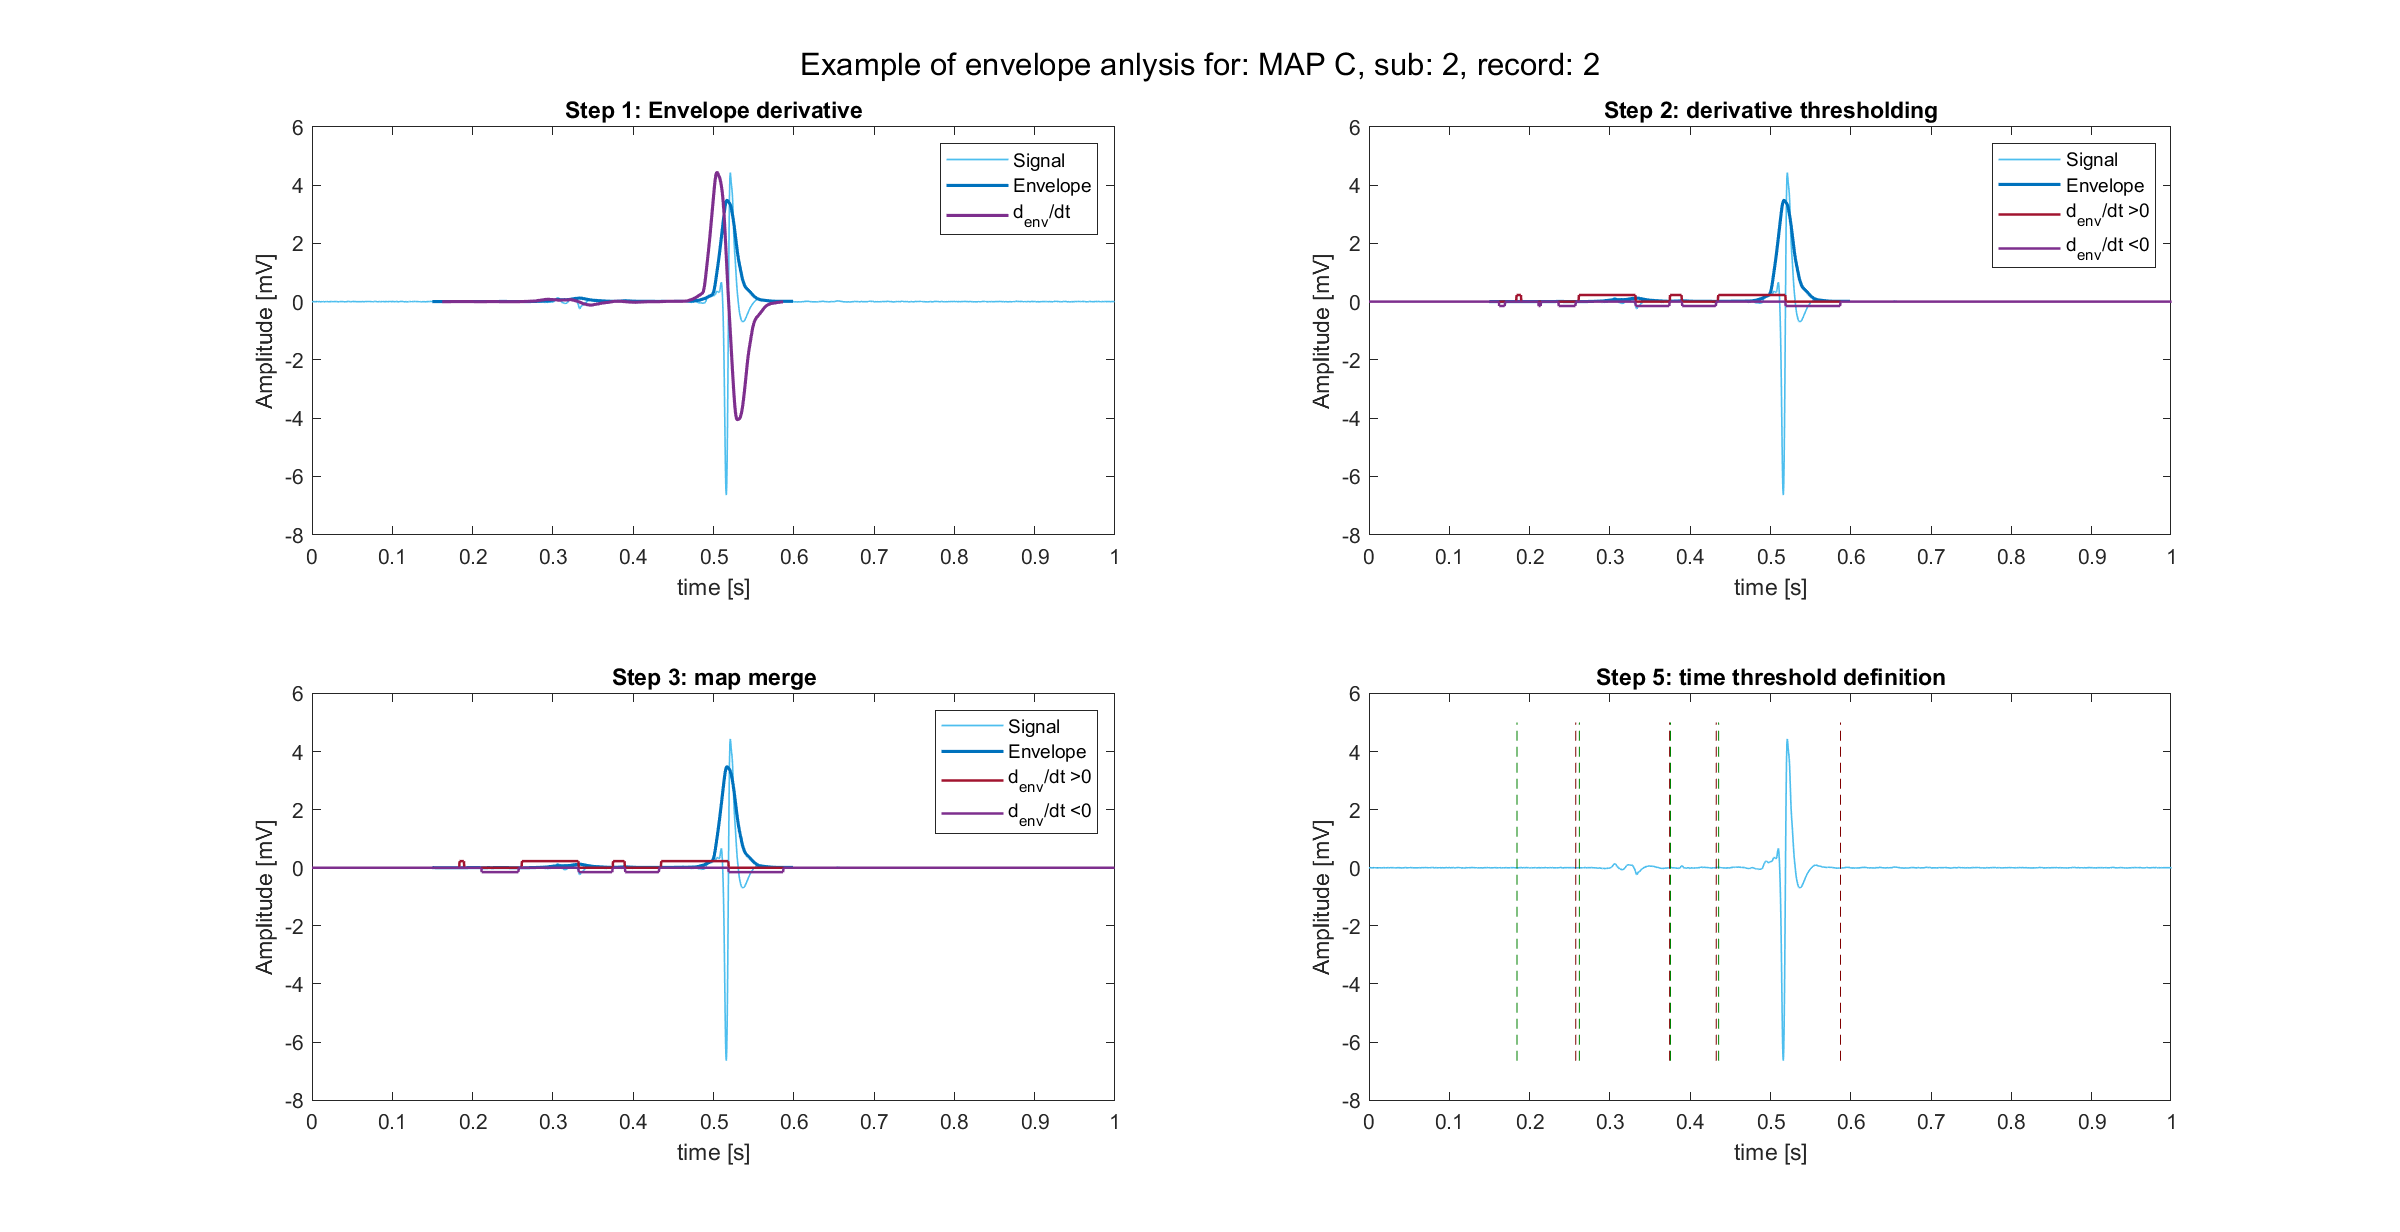 Example of envelope anlysis for: MAP C, sub: 2, record: 2
Step 1: Envelope derivative
6
4
2
0
-2
-4
-6
-8
Amplitude [mV]
0 0.1 0.2 0.3 0.4 0.5 0.6 0.7 0.8 0.9 1
time [s]
Signal
Envelope
d_env/dt
Step 2: derivative thresholding
6
4
2
0
-2
-4
-6
-8
Amplitude [mV]
0 0.1 0.2 0.3 0.4 0.5 0.6 0.7 0.8 0.9 1
time [s]
Signal
Envelope
d_env/dt >0
d_env/dt <0
Step 3: map merge
6
4
2
0
-2
-4
-6
-8
Amplitude [mV]
0 0.1 0.2 0.3 0.4 0.5 0.6 0.7 0.8 0.9 1
time [s]
Signal
Envelope
d_env/dt >0
d_env/dt <0
Step 5: time threshold definition
6
4
2
0
-2
-4
-6
-8
Amplitude [mV]
0 0.1 0.2 0.3 0.4 0.5 0.6 0.7 0.8 0.9 1
time [s]